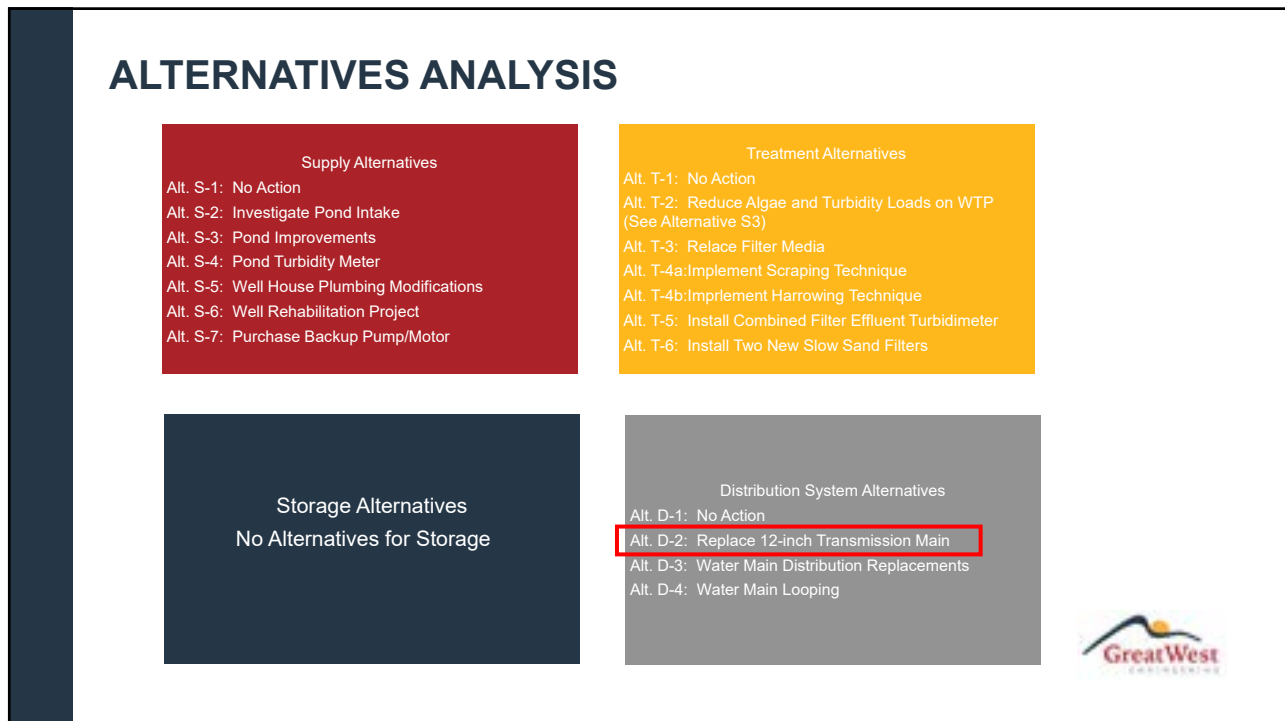 ALTERNATIVES ANALYSIS
Supply Alternatives
Alt. S-1: No Action
Alt. S-2: Investigate Pond Intake
Alt. S-3: Pond Improvements
Alt. S-4: Pond Turbidity Meter
Alt. S-5: Well House Plumbing Modifications
Alt. S-6: Well Rehabilitation Project
Alt. S-7: Purchase Backup Pump/Motor
Treatment Alternatives
Alt. T-1: No Action
Alt. T-2: Reduce Algae and Turbidity Loads on WTP
(See Alternative S3)
Alt. T-3: Relace Filter Media
Alt. T-4a:Implement Scraping Technique
Alt. T-4b:Imprlement Harrowing Technique
Alt. T-5: Install Combined Filter Effluent Turbidimeter
Alt. T-6: Install Two New Slow Sand Filters
Storage Alternatives
No Alternatives for Storage
Distribution System Alternatives
Alt. D-1: No Action
Alt. D-2: Replace 12-inch Transmission Main
Alt. D-3: Water Main Distribution Replacements
Alt. D-4: Water Main Looping
GreatWest
ENGINEERING